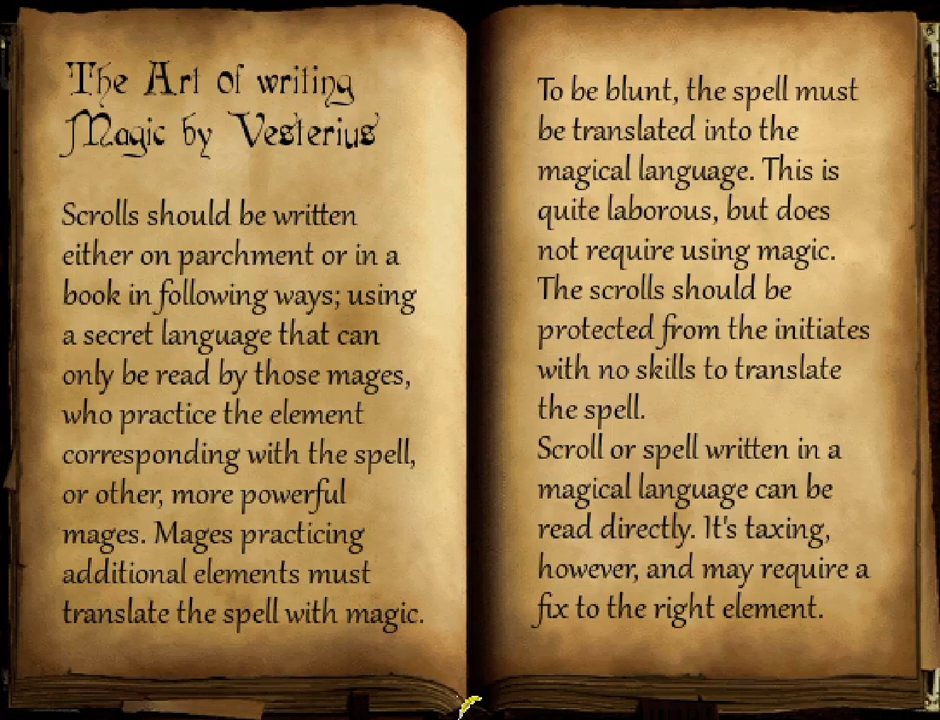 The Art Of writing
Magic by Vesterius
Scrolls should be written
either on parchment or in a
book in following ways; using
a secret language that can
only be read by those mages,
who practice the element
corresponding with the spell,
or other, more powerful
mages. Mages practicing
additional elements must
translate the spell with magic.
To be blunt, the spell must
be translated into the
magical language. This is
quite laborous, but does
not require using magic.
The scrolls should be
protected from the initiates
with no skills to translate
the spell.
Scroll or spell written in a
magical language can be
read directly. It's taxing,
however, and may require a
fix to the right element.